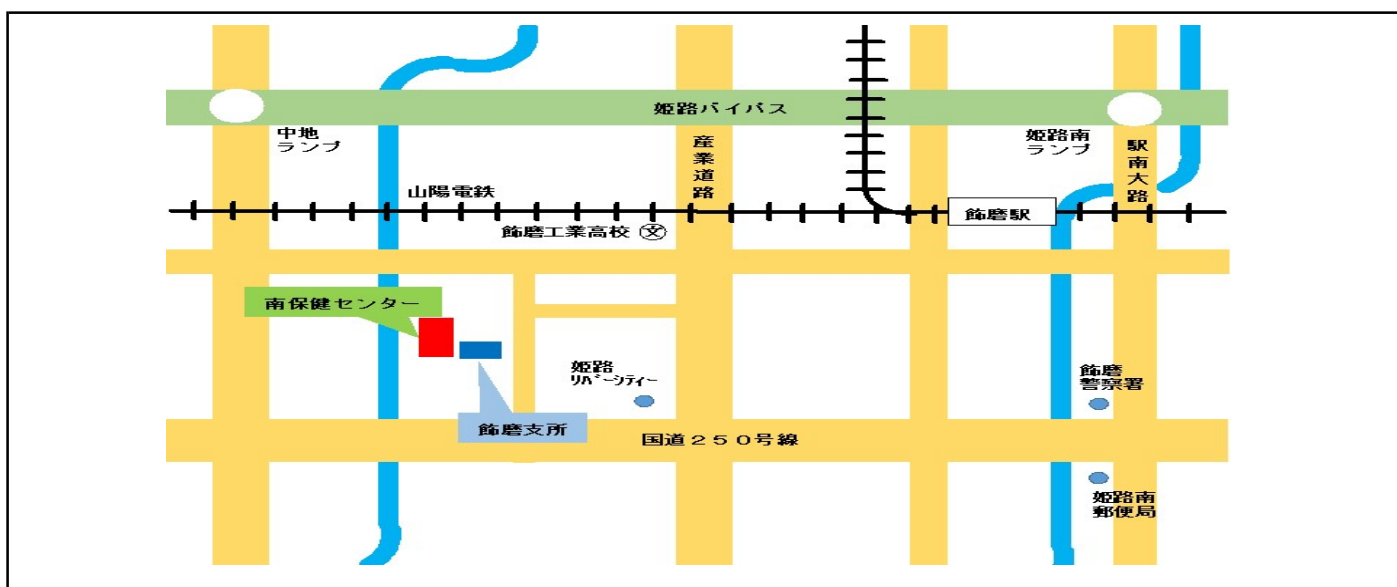 姫路バイパス
中地
ランプ
産業道路
姫路南
ランプ
駅南大路
山陽電鉄
飾磨駅
飾磨工業高校 文
南保健センター
姫路
ﾘﾊﾞｰｼﾃｨー
飾磨
警察署
飾磨支所
国道２５０号線
姫路南
郵便局